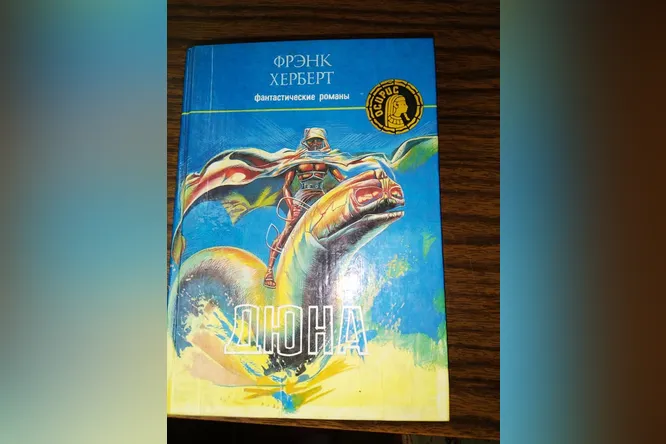 ФРЭНК
ХЕРБЕРТ
фантастические романы
ОСИРИС
ДЮНА